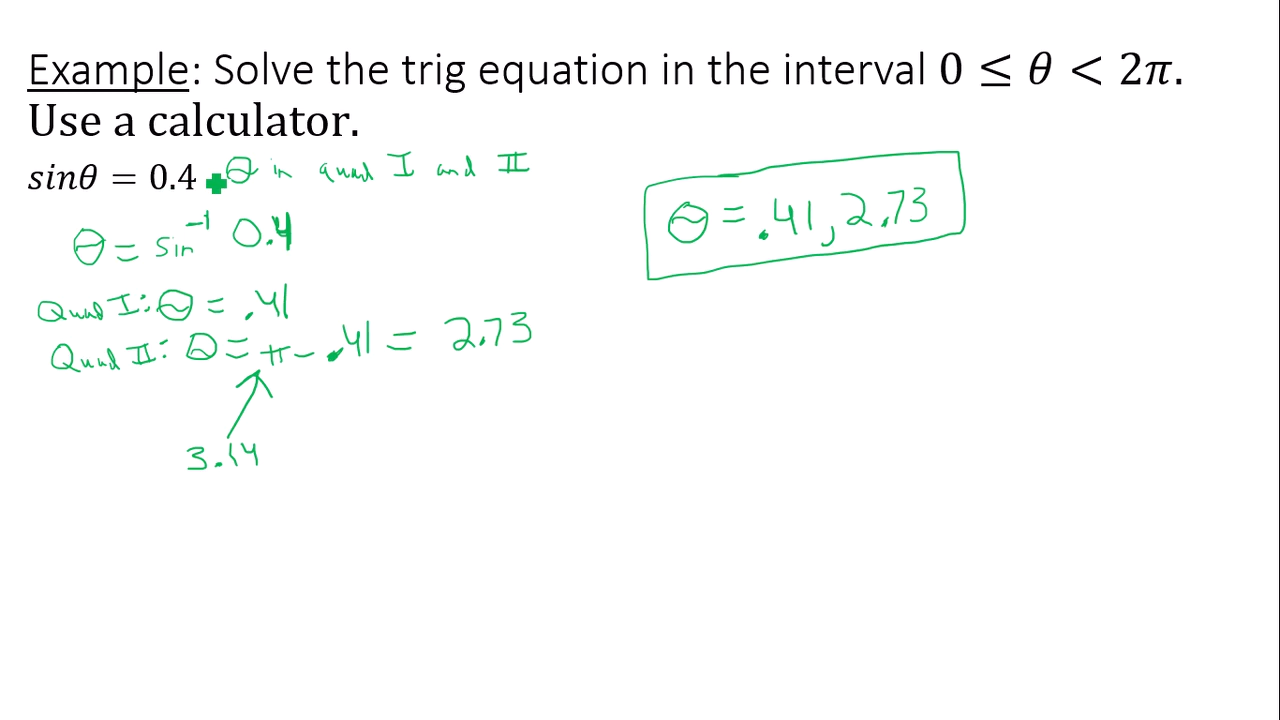 Example: Solve the trig equation in the interval 0 ≤ θ < 2π.
Use a calculator.
sinθ = 0.4 θ in quad I and II
θ = sin⁻¹ 0.4
Quad I: θ = .41
Quad II: θ = π - .41 = 2.73
3.14
θ = .41, 2.73